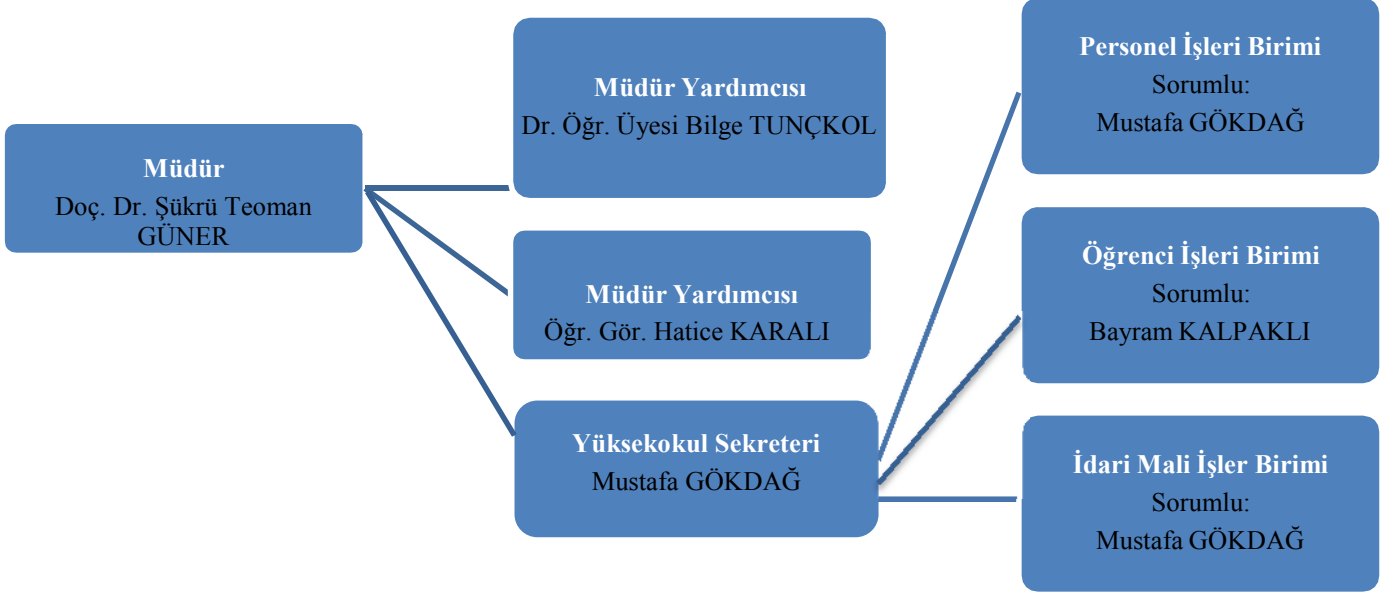 Müdür
Doç. Dr. Şükrü Teoman
GÜNER
Müdür Yardımcısı
Dr. Öğr. Üyesi Bilge TUNÇKOL
Müdür Yardımcısı
Öğr. Gör. Hatice KARALI
Yüksekokul Sekreteri
Mustafa GÖKDAĞ
Personel İşleri Birimi
Sorumlu:
Mustafa GÖKDAĞ
Öğrenci İşleri Birimi
Sorumlu:
Bayram KALPAKLI
İdari Mali İşler Birimi
Sorumlu:
Mustafa GÖKDAĞ